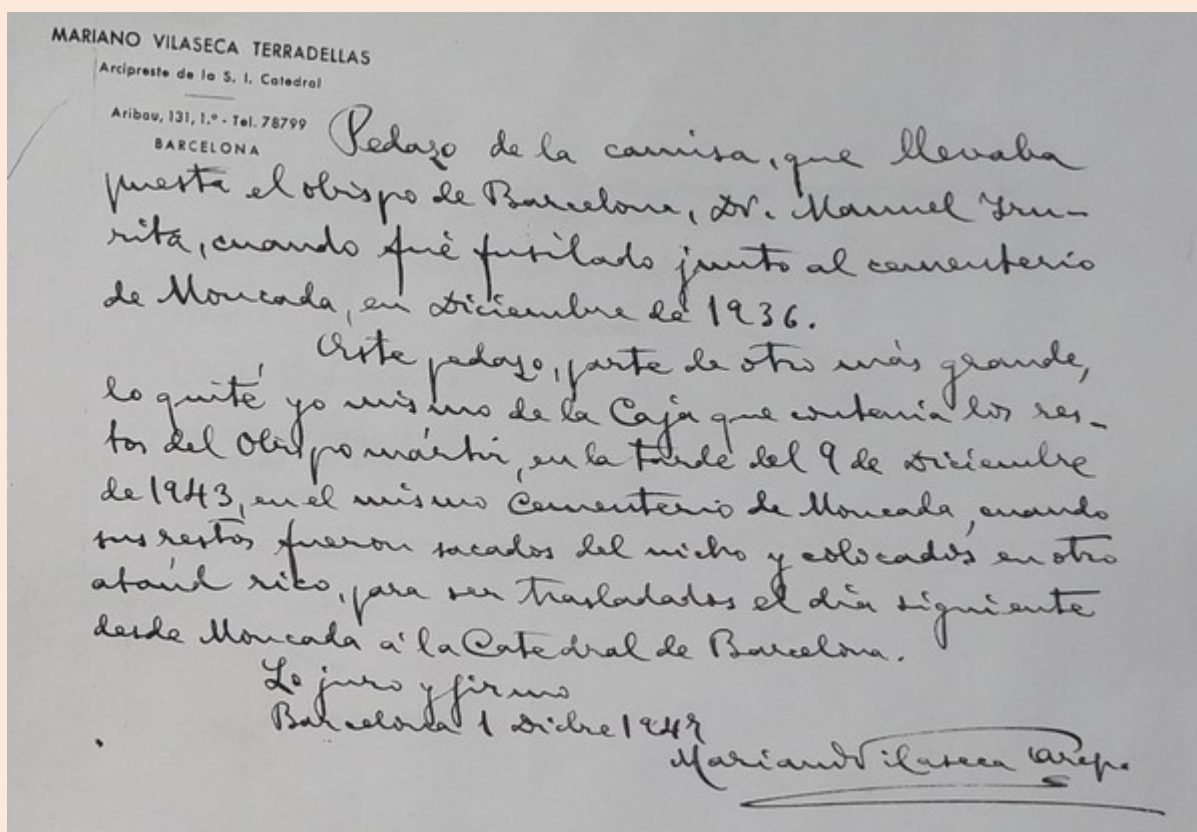 MARIANO VILASECA TERRADELLAS
Arcipreste de la S. I. Catedral
Aribau, 131, 1.º - Tel. 78799
BARCELONA
Pedazo de la camisa, que llevaba
puesta el obispo de Barcelona, Dr. Manuel Iru-
rita, cuando fué fusilado junto al cementerio
de Moncada, en Diciembre de 1936.
Este pedazo, parte de otro más grande,
lo quité yo mismo de la Caja que contenía los res-
tos del Obispo mártir, en la tarde del 9 de Diciembre
de 1943, en el mismo Cementerio de Moncada, cuando
sus restos fueron sacados del nicho y colocados en otro
ataúd rico, para ser trasladados el día siguiente
desde Moncada á la Catedral de Barcelona.
Lo juro y firmo
Barcelona 1 Dicbre
Mariano Vilaseca